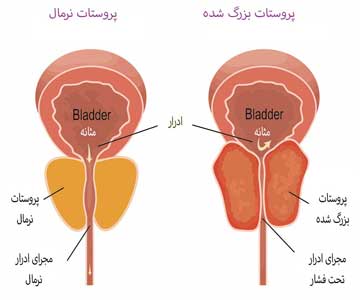 پروستات بزرگ شده
پروستات نرمال
Bladder
مثانه
Bladder
مثانه
ادرار
پروستات
بزرگ شده
پروستات
نرمال
مجرای ادرار
تحت فشار
مجرای ادرار
نرمال